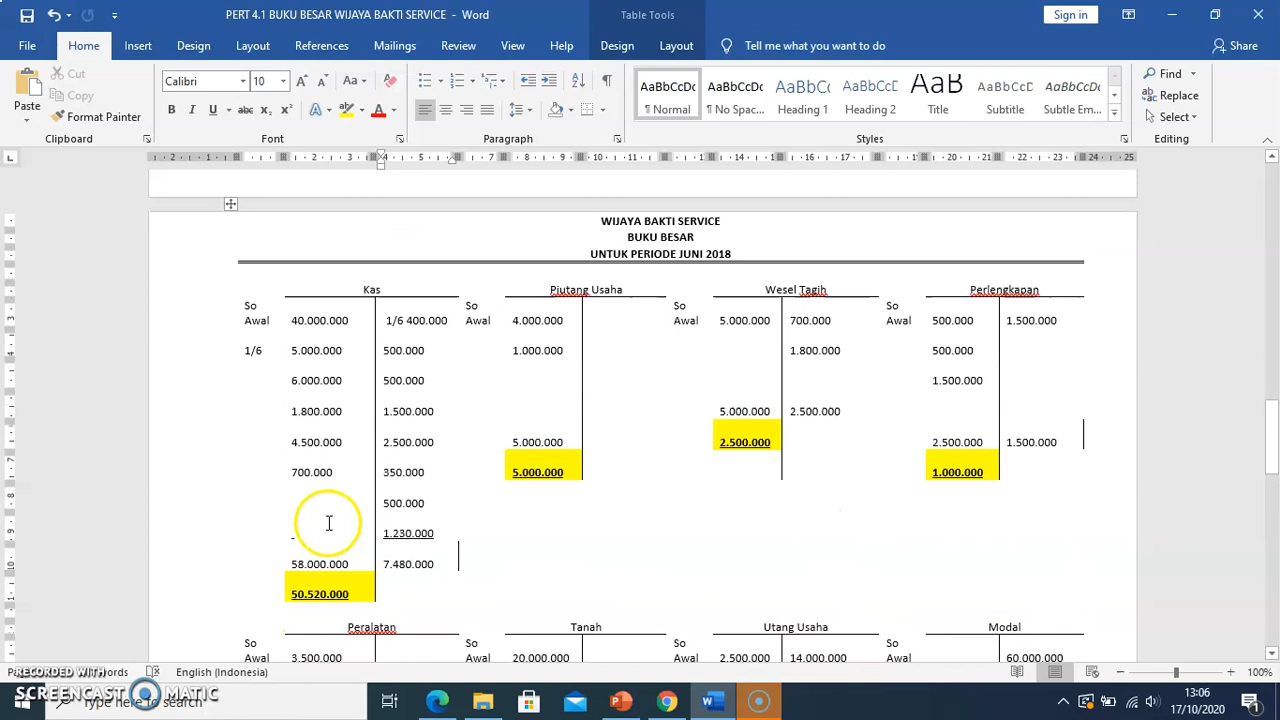 PERT 4.1 BUKU BESAR WIJAYA BAKTI SERVICE - Word
Table Tools
Sign in
File Home Insert Design Layout References Mailings Review View Help Design Layout Tell me what you want to do Share
Paste
Cut
Copy
Format Painter
Clipboard
Calibri 10
Font
Paragraph
AaBbCcDc AaBbCcDc AaBbCc AaBbCcC AaB AaBbCcD AaBbCcDc
¶ Normal ¶ No Spac... Heading 1 Heading 2 Title Subtitle Subtle Em...
Styles
Find
Replace
Select
Editing
WIJAYA BAKTI SERVICE
BUKU BESAR
UNTUK PERIODE JUNI 2018
Kas Piutang Usaha Wesel Tagih Perlengkapan
So So So So
Awal 40.000.000 1/6 400.000 Awal 4.000.000 Awal 5.000.000 700.000 Awal 500.000 1.500.000
1/6 5.000.000 500.000 1.000.000 1.800.000 500.000
6.000.000 500.000 1.500.000
1.800.000 1.500.000 5.000.000 2.500.000
4.500.000 2.500.000 5.000.000 2.500.000 2.500.000 1.500.000
700.000 350.000 5.000.000 1.000.000
500.000
1.230.000
58.000.000 7.480.000
50.520.000
Peralatan Tanah Utang Usaha Modal
So So So So
Awal 3.500.000 Awal 20.000.000 Awal 2.500.000 14.000.000 Awal 60.000.000
English (Indonesia)
100%
RECORDED WITH
SCREENCAST MATIC
to search
13:06
17/10/2020